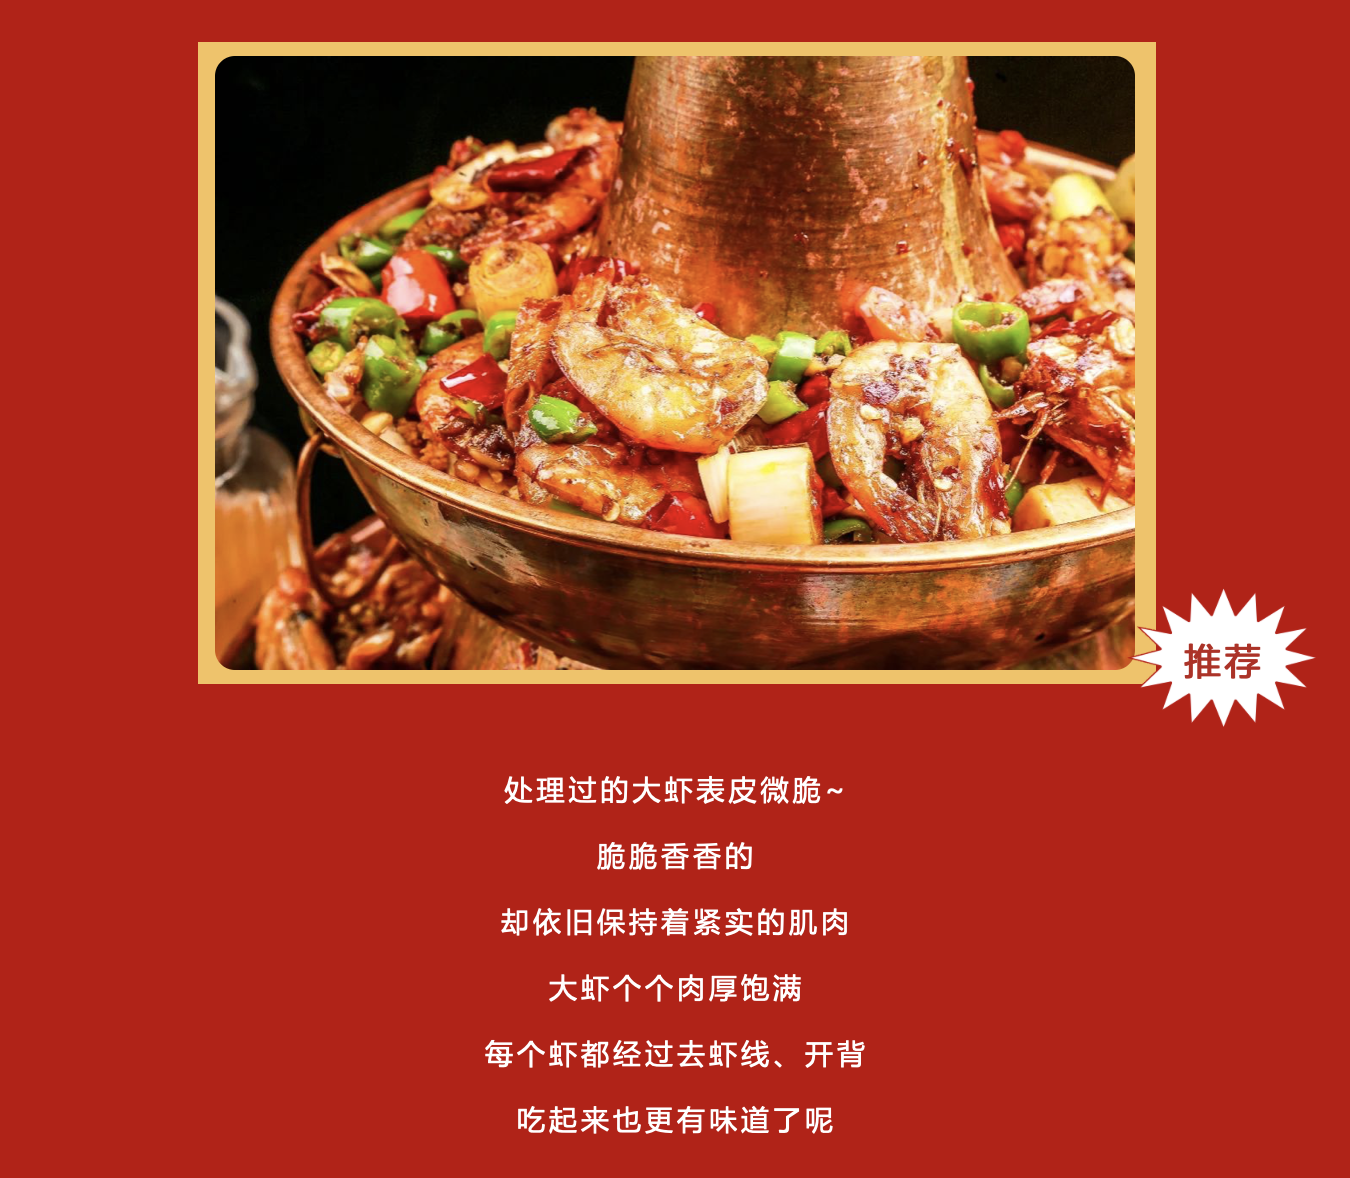 推荐
处理过的大虾表皮微脆~
脆脆香香的
却依旧保持着紧实的肌肉
大虾个个肉厚饱满
每个虾都经过去虾线、开背
吃起来也更有味道了呢